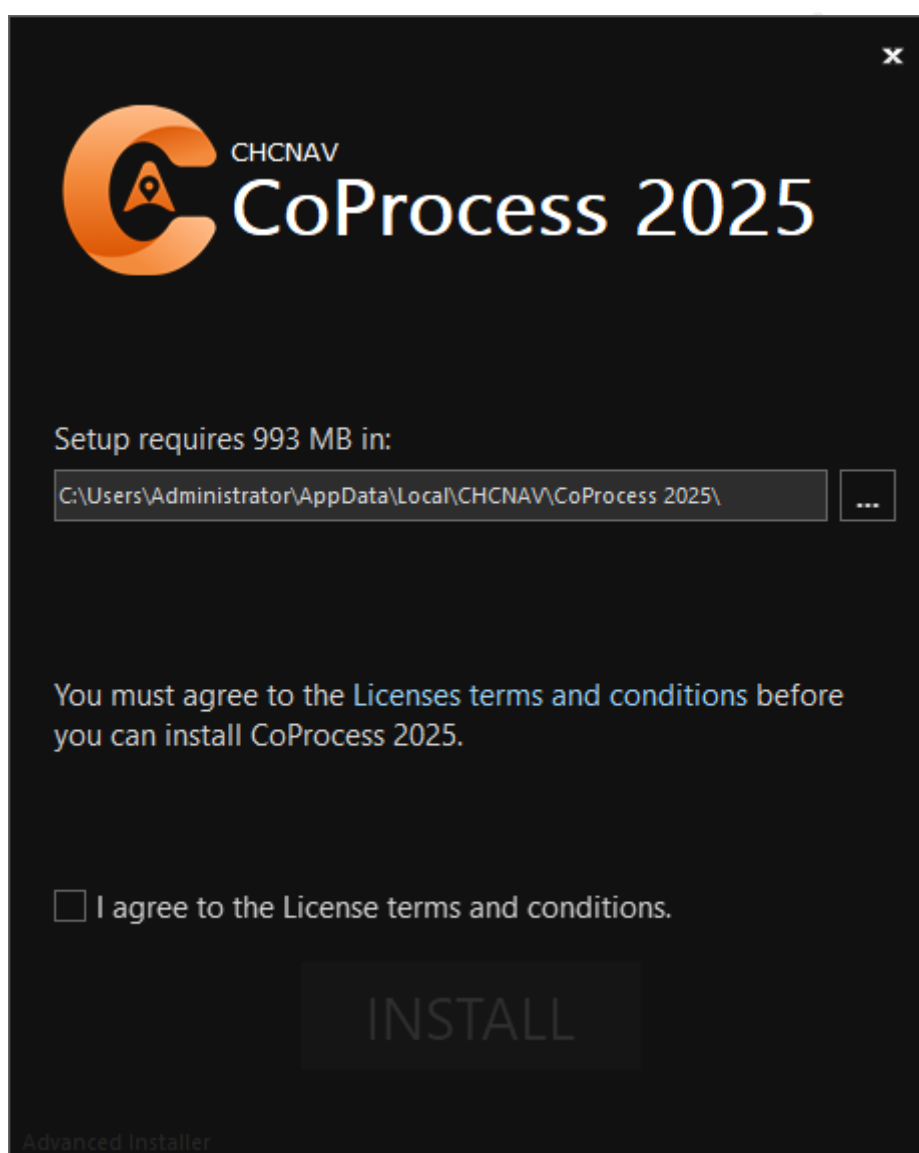 CHCNAV
CoProcess 2025
Setup requires 993 MB in:
C:\Users\Administrator\AppData\Local\CHCNAV\CoProcess 2025\
...
You must agree to the Licenses terms and conditions before
you can install CoProcess 2025.
I agree to the License terms and conditions.
INSTALL
Advanced Installer